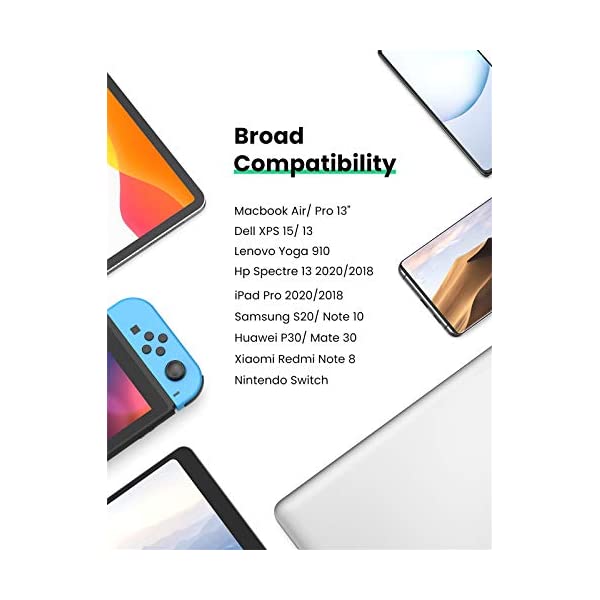 Broad
Compatibility
Macbook Air/ Pro 13"
Dell XPS 15/ 13
Lenovo Yoga 910
Hp Spectre 13 2020/2018
iPad Pro 2020/2018
Samsung S20/ Note 10
Huawei P30/ Mate 30
Xiaomi Redmi Note 8
Nintendo Switch